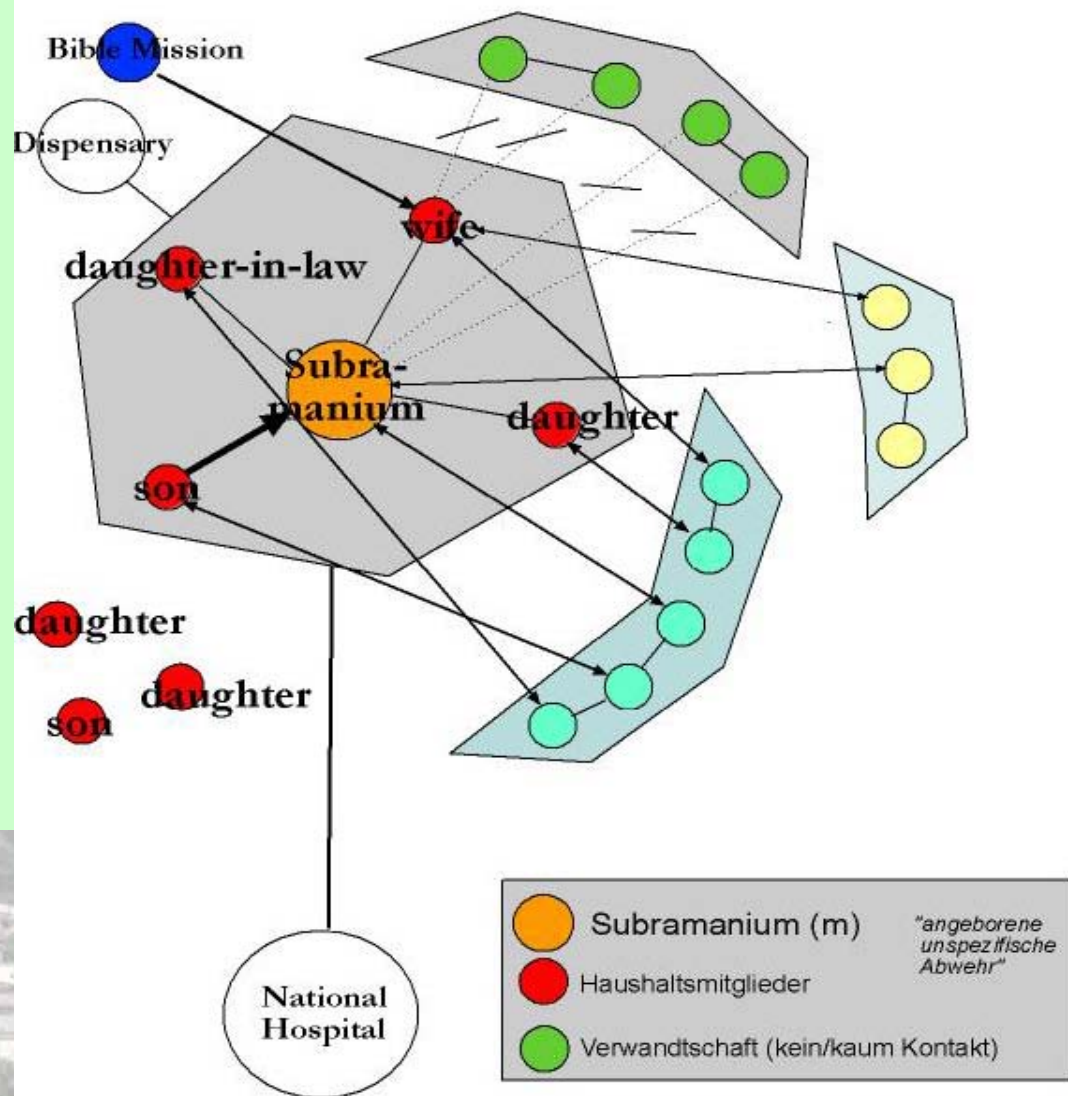 Bible Mission
Dispensary
wife
daughter-in-law
Subra-
manium
daughter
son
daughter
daughter
son
National
Hospital
Subramanium (m)
"angeborene
unspezifische
Abwehr"
Haushaltsmitglieder
Verwandtschaft (kein/kaum Kontakt)